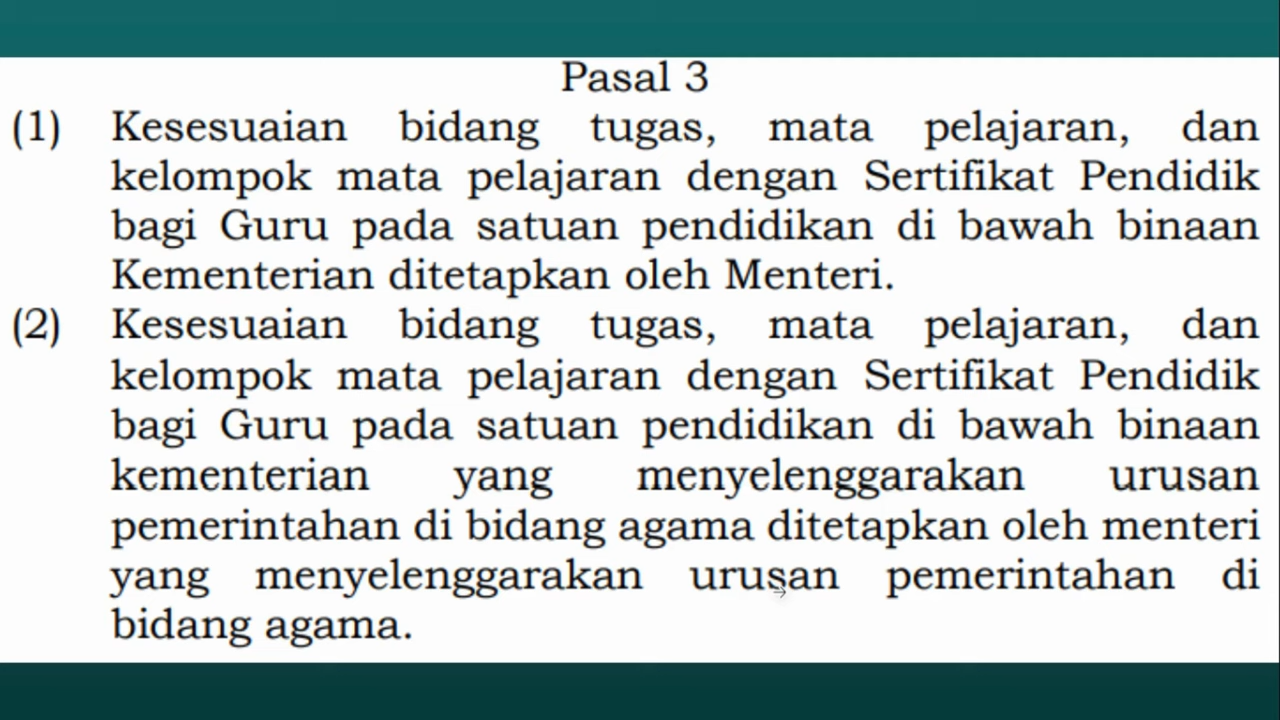 Pasal 3
(1) Kesesuaian bidang tugas, mata pelajaran, dan
kelompok mata pelajaran dengan Sertifikat Pendidik
bagi Guru pada satuan pendidikan di bawah binaan
Kementerian ditetapkan oleh Menteri.
(2) Kesesuaian bidang tugas, mata pelajaran, dan
kelompok mata pelajaran dengan Sertifikat Pendidik
bagi Guru pada satuan pendidikan di bawah binaan
kementerian yang menyelenggarakan urusan
pemerintahan di bidang agama ditetapkan oleh menteri
yang menyelenggarakan urusan pemerintahan di
bidang agama.